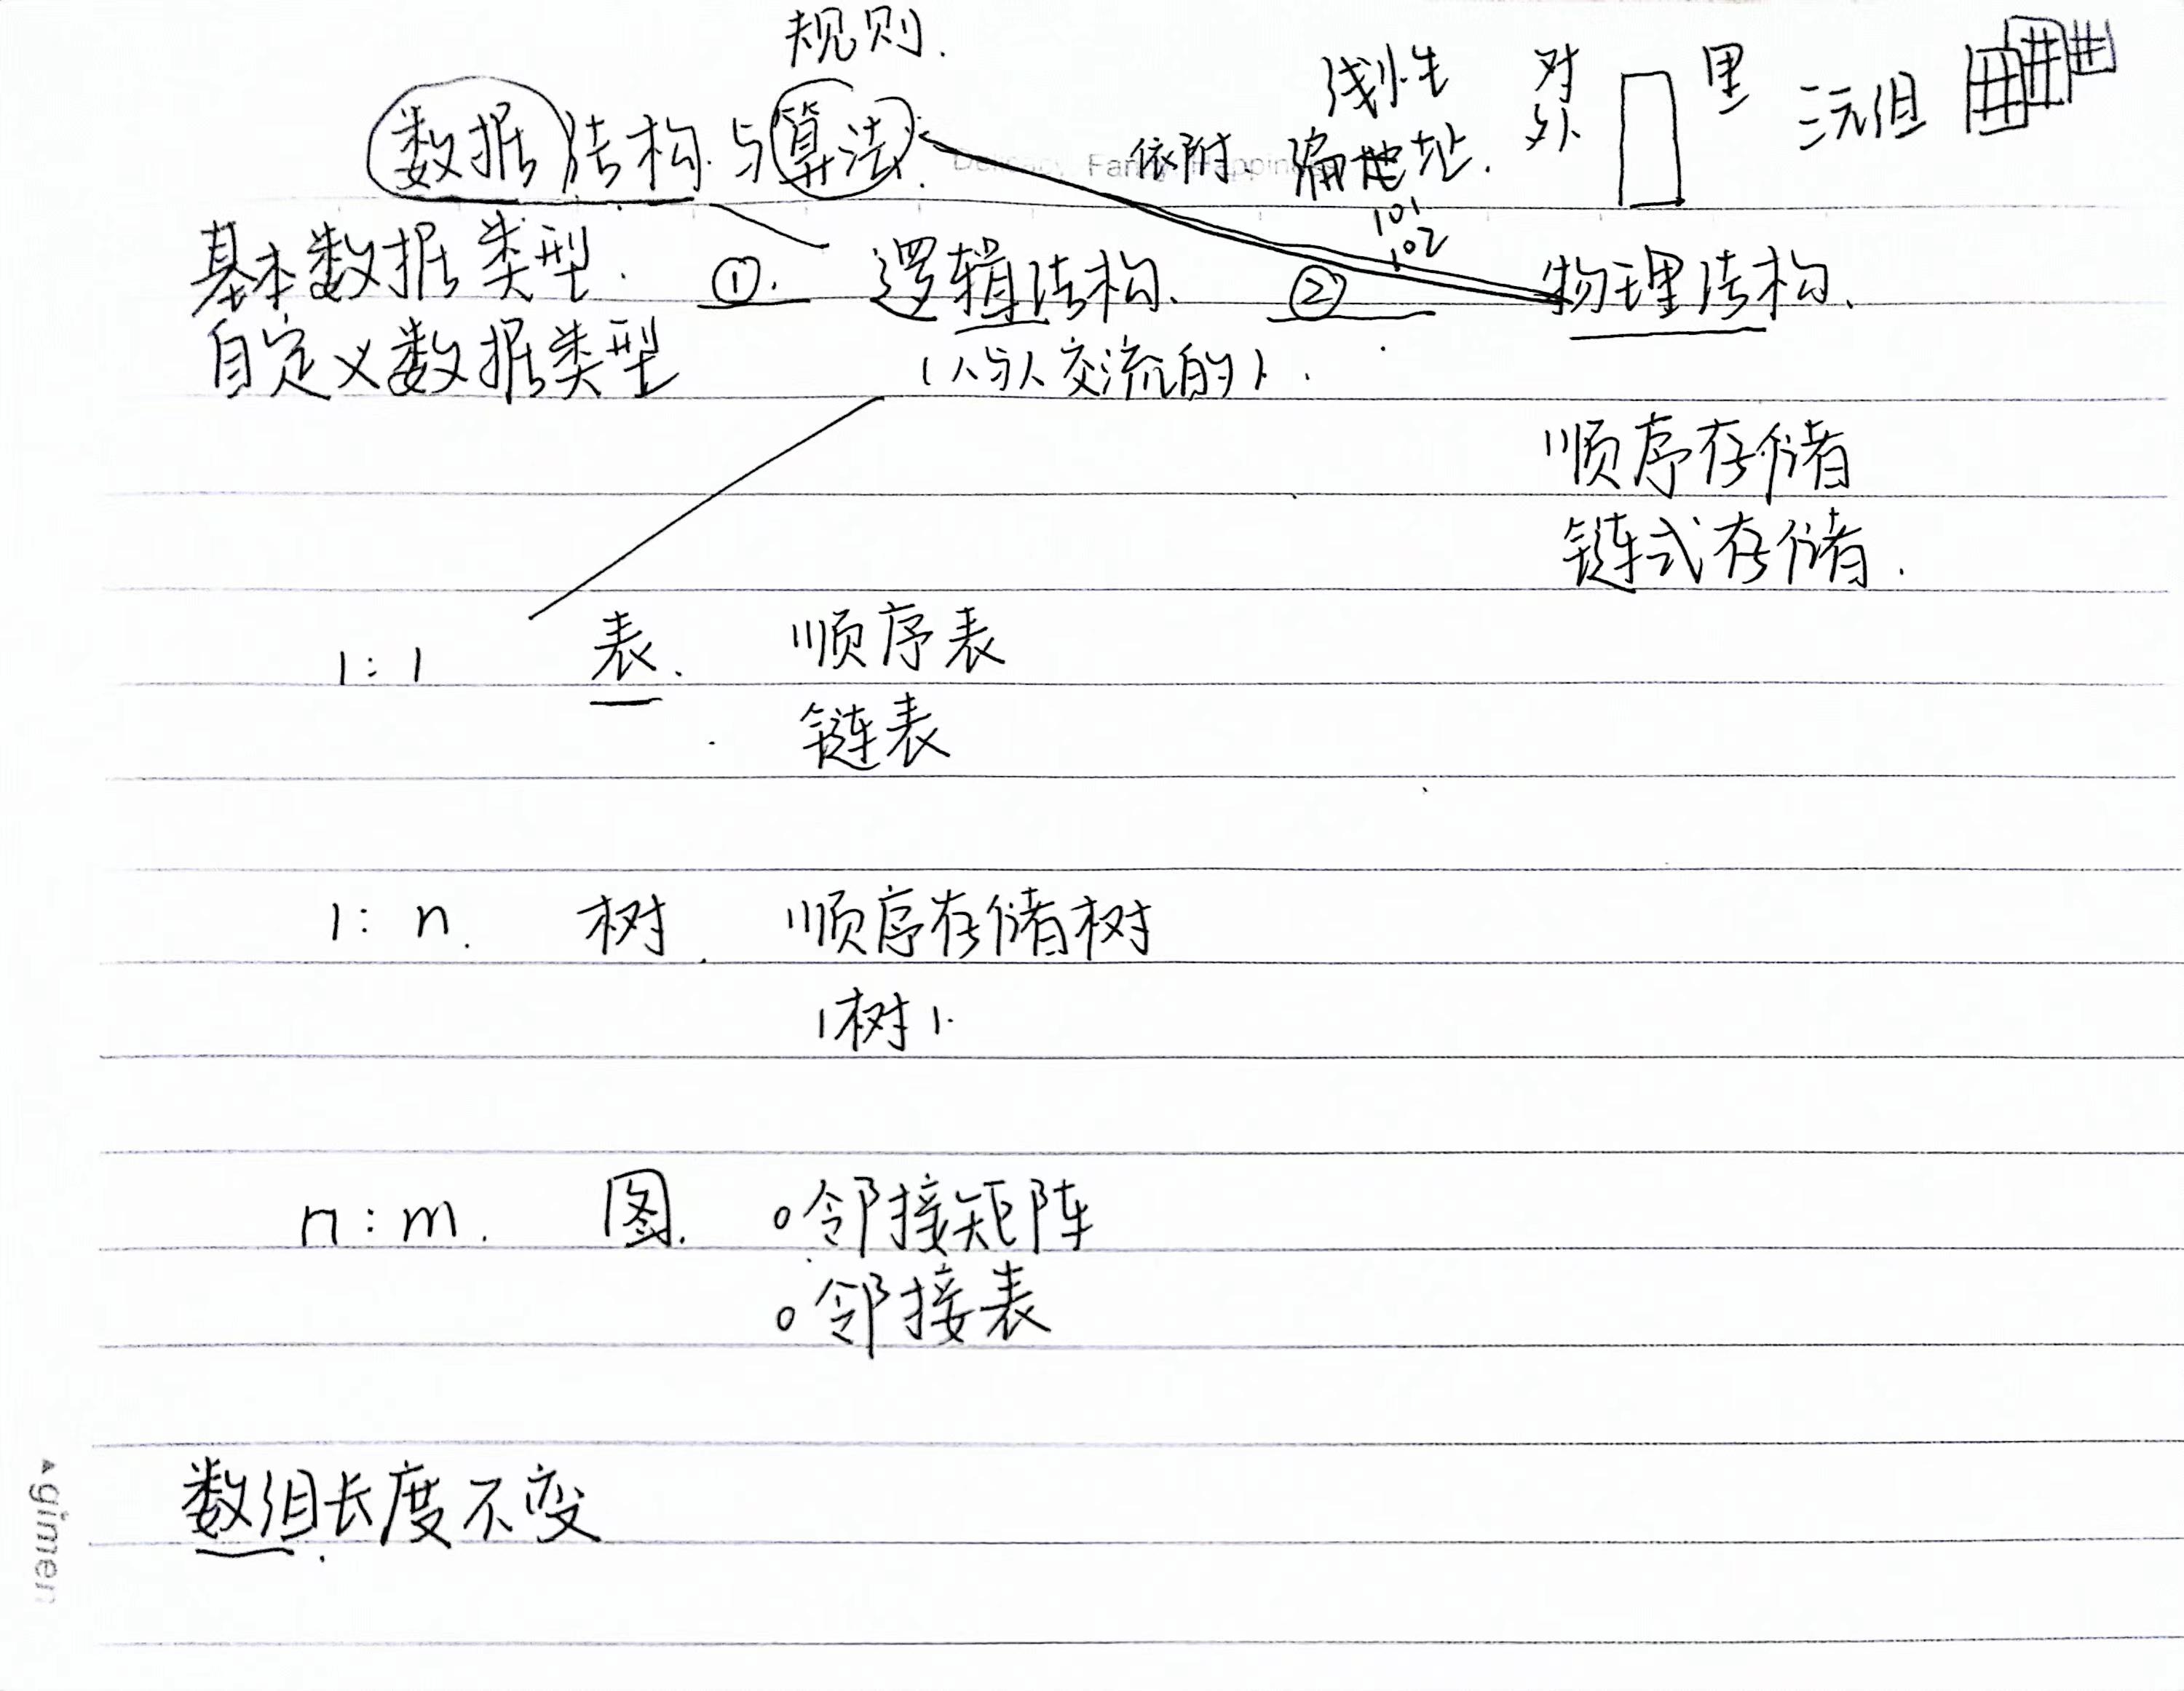 规则.
线性 对外 里 三元组
数据结构与算法. 依附. 编地址.
101
102
基本数据类型. ①. 逻辑结构. ② 物理结构.
自定义数据类型 (人与人交流的).
顺序存储
链式存储.
1:1 表. 顺序表
链表
1:n. 树. 顺序存储树
(树).
n:m. 图. 邻接矩阵
邻接表
数组长度不变